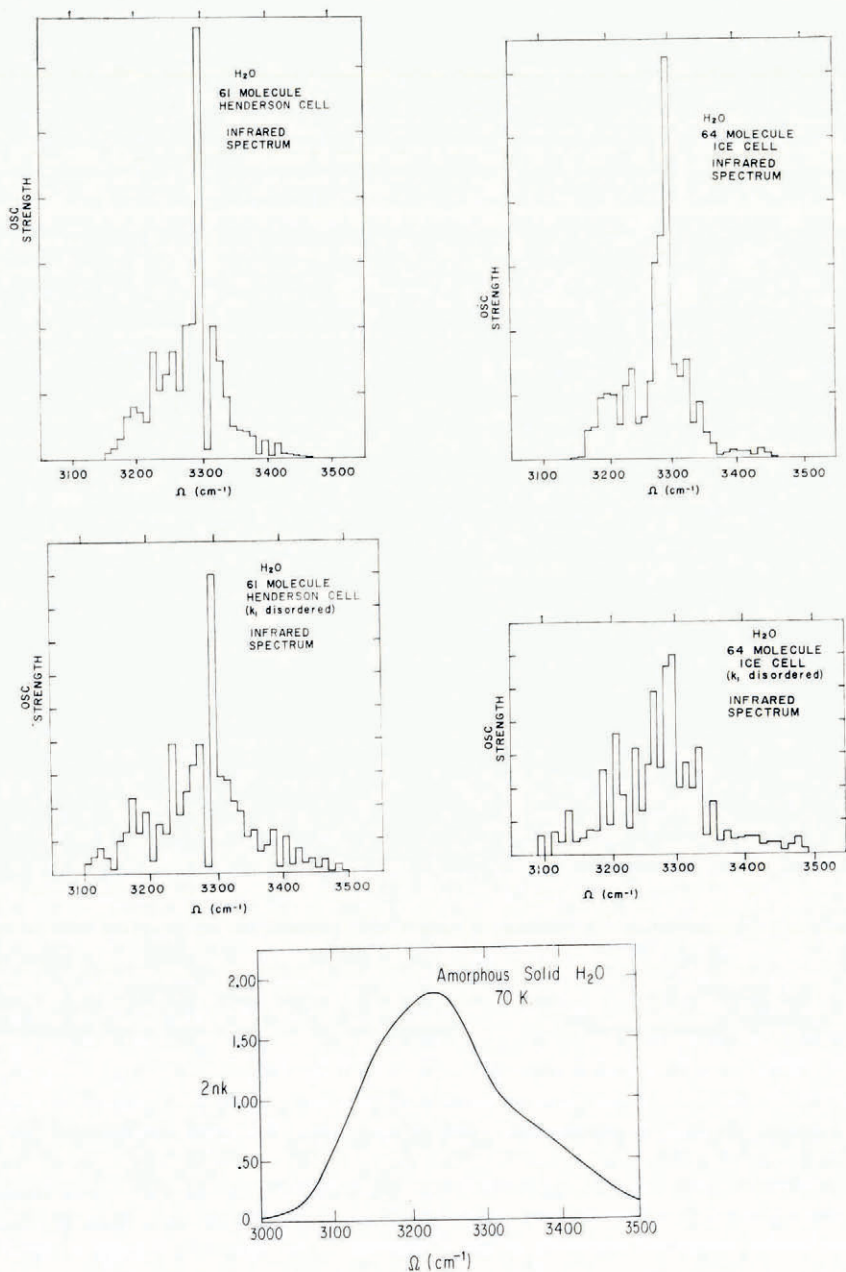 H₂O
61 MOLECULE
HENDERSON CELL
INFRARED
SPECTRUM
OSC
STRENGTH
3100 3200 3300 3400 3500
Ω (cm⁻¹)
H₂O
64 MOLECULE
ICE CELL
INFRARED
SPECTRUM
OSC
STRENGTH
3100 3200 3300 3400 3500
Ω (cm⁻¹)
H₂O
61 MOLECULE
HENDERSON CELL
(k, disordered)
INFRARED
SPECTRUM
OSC
STRENGTH
3100 3200 3300 3400 3500
Ω (cm⁻¹)
H₂O
64 MOLECULE
ICE CELL
(k, disordered)
INFRARED
SPECTRUM
OSC
STRENGTH
3100 3200 3300 3400 3500
Ω (cm⁻¹)
Amorphous Solid H₂O
70 K
2nk
2.00
1.50
1.00
.50
0
3000 3100 3200 3300 3400 3500
Ω (cm⁻¹)